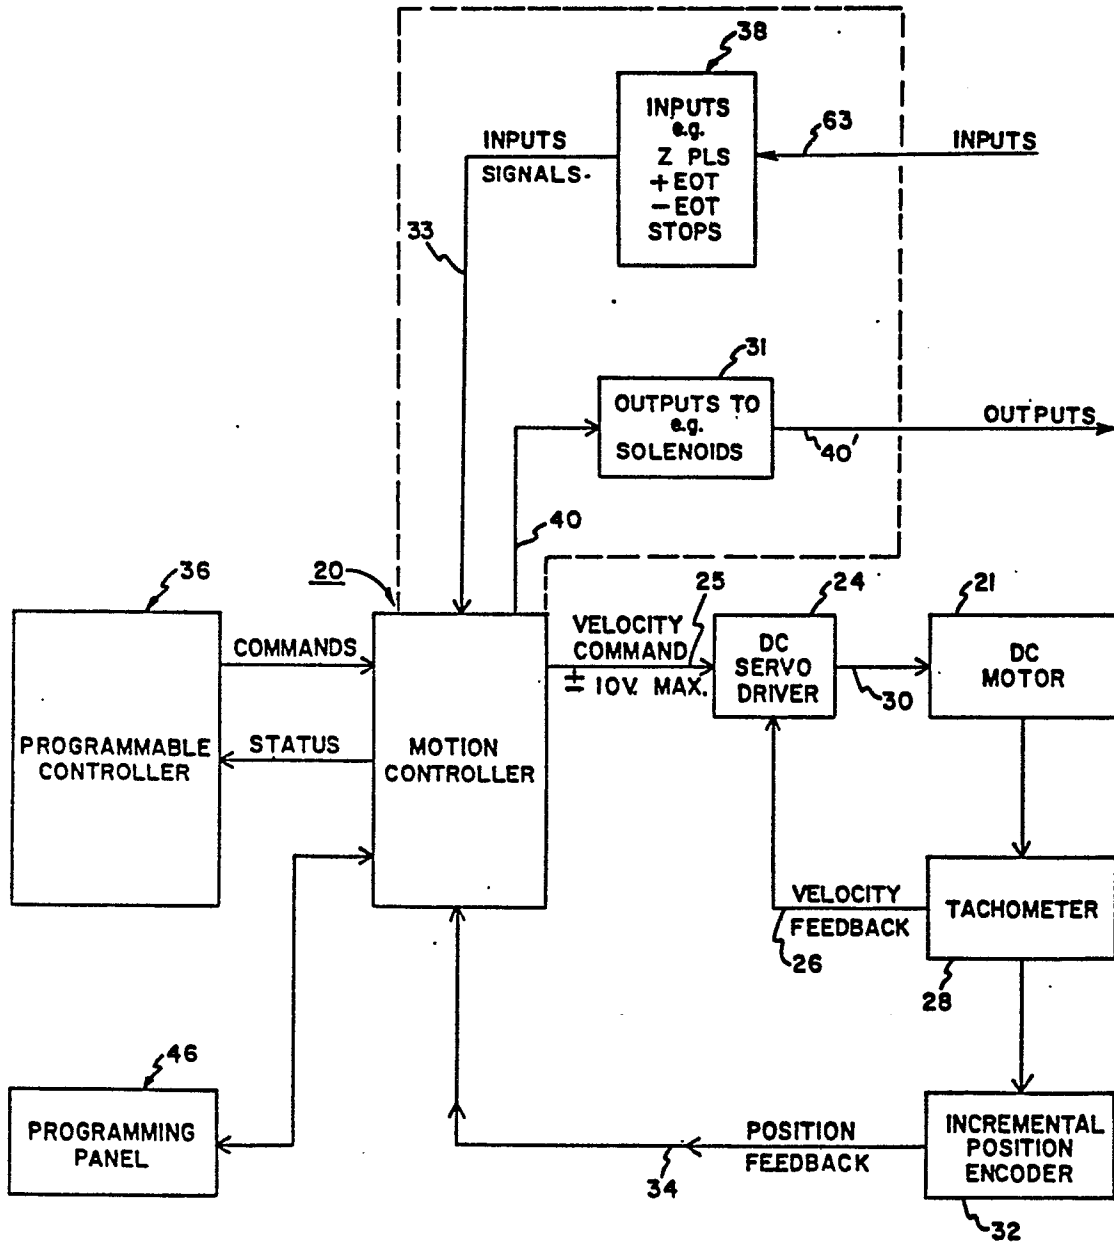 38
INPUTS
e.g.
Z PLS
+EOT
-EOT
STOPS
INPUTS
SIGNALS
63
INPUTS
33
31
OUTPUTS TO
e.g.
SOLENOIDS
OUTPUTS
40'
40
36
20
25
24
21
COMMANDS
VELOCITY
COMMAND
± 10V. MAX.
DC
SERVO
DRIVER
30
DC
MOTOR
PROGRAMMABLE
CONTROLLER
STATUS
MOTION
CONTROLLER
VELOCITY
FEEDBACK
26
TACHOMETER
28
46
PROGRAMMING
PANEL
POSITION
FEEDBACK
34
INCREMENTAL
POSITION
ENCODER
32